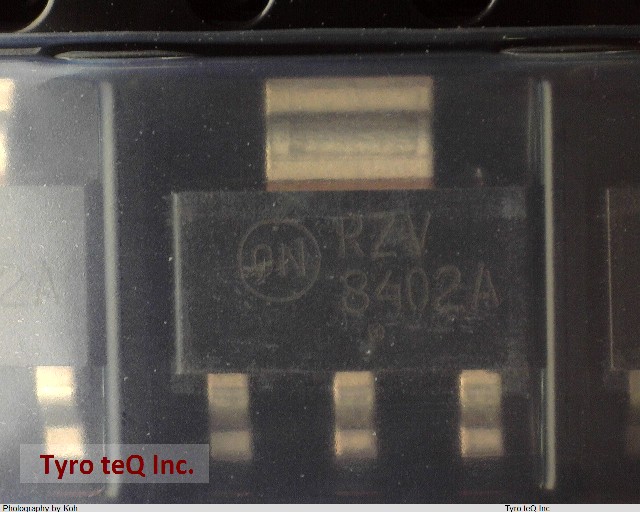 ON
RZV
8402A
2A
Tyro teQ Inc.
Photography by Koh
Tyro teQ Inc